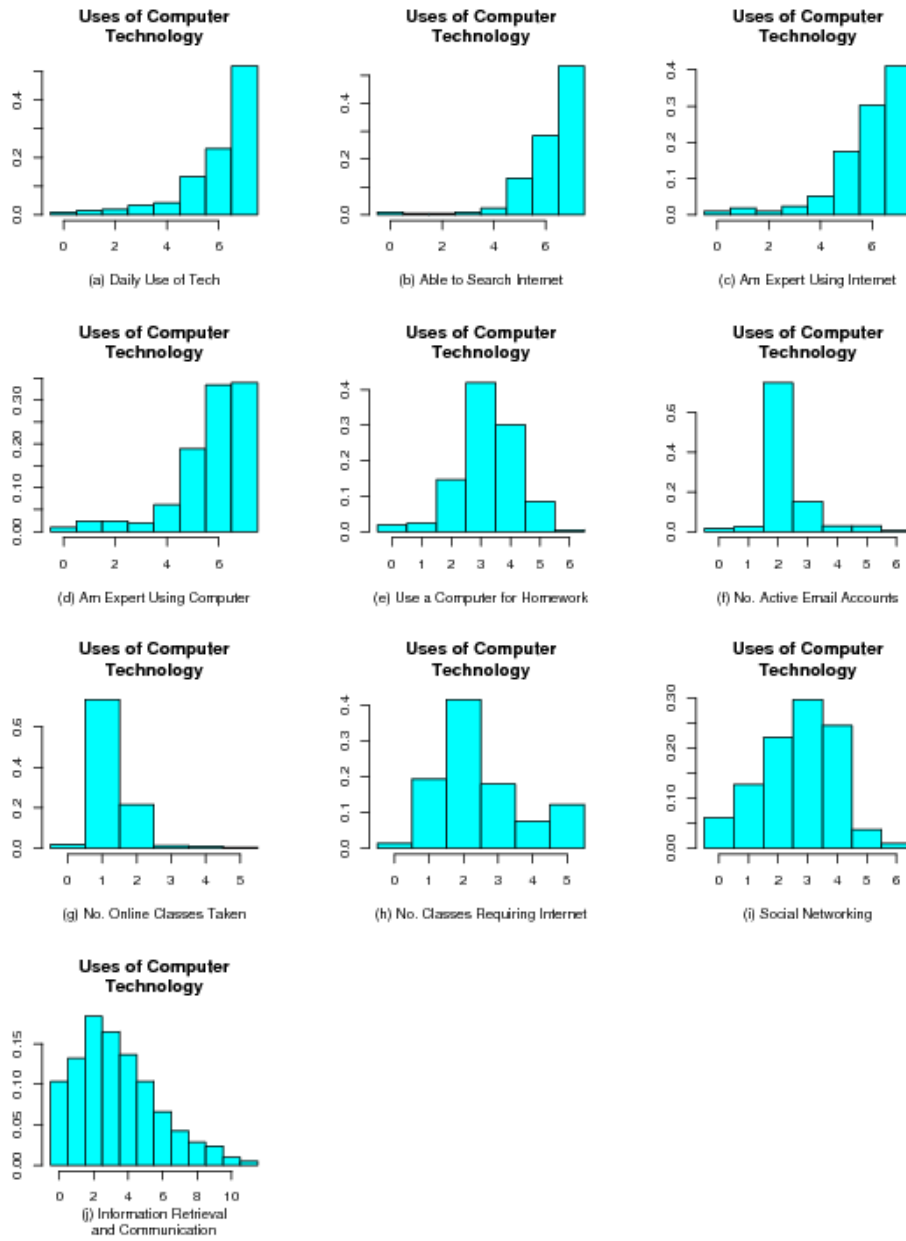 Uses of Computer
Technology
0.0
0.2
0.4
0
2
4
6
(a) Daily Use of Tech
Uses of Computer
Technology
0.0
0.2
0.4
0
2
4
6
(b) Able to Search Internet
Uses of Computer
Technology
0.0
0.1
0.2
0.3
0.4
0
2
4
6
(c) Am Expert Using Internet
Uses of Computer
Technology
0.00
0.10
0.20
0.30
0
2
4
6
(d) Am Expert Using Computer
Uses of Computer
Technology
0.0
0.1
0.2
0.3
0.4
0 1 2 3 4 5 6
(e) Use a Computer for Homework
Uses of Computer
Technology
0.0
0.2
0.6
0 1 2 3 4 5 6
(f) No. Active Email Accounts
Uses of Computer
Technology
0.0
0.2
0.4
0.6
0 1 2 3 4 5
(g) No. Online Classes Taken
Uses of Computer
Technology
0.0
0.1
0.2
0.3
0.4
0 1 2 3 4 5
(h) No. Classes Requiring Internet
Uses of Computer
Technology
0.00
0.10
0.20
0.30
0 1 2 3 4 5 6
(i) Social Networking
Uses of Computer
Technology
0.00
0.05
0.10
0.15
0 2 4 6 8 10
(j) Information Retrieval
and Communication